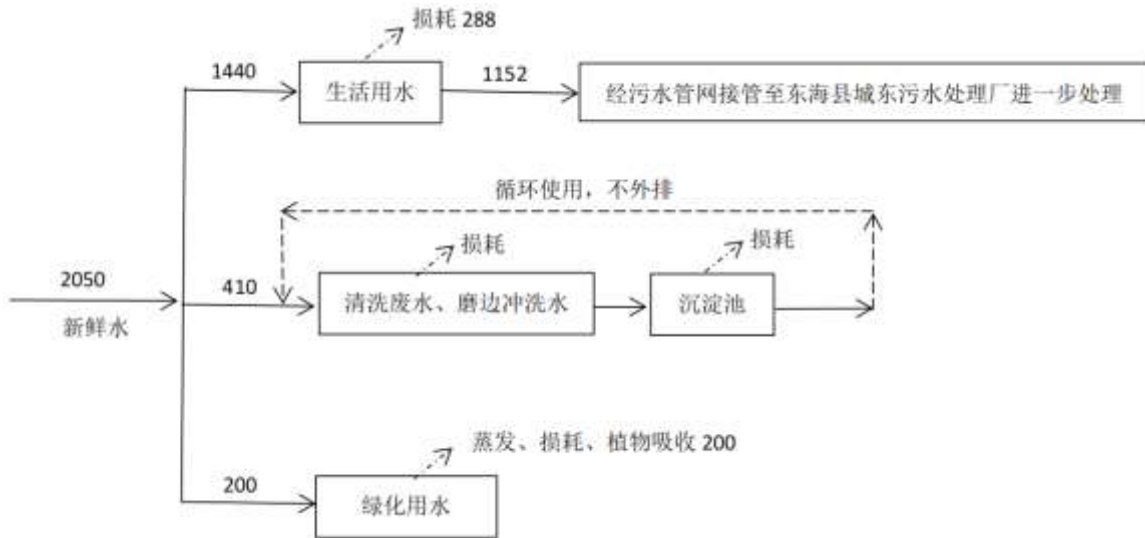 损耗 288
1440
生活用水
1152
经污水管网接管至东海县城东污水处理厂进一步处理
循环使用，不外排
损耗
损耗
2050
新鲜水
410
清洗废水、磨边冲洗水
沉淀池
蒸发、损耗、植物吸收 200
200
绿化用水